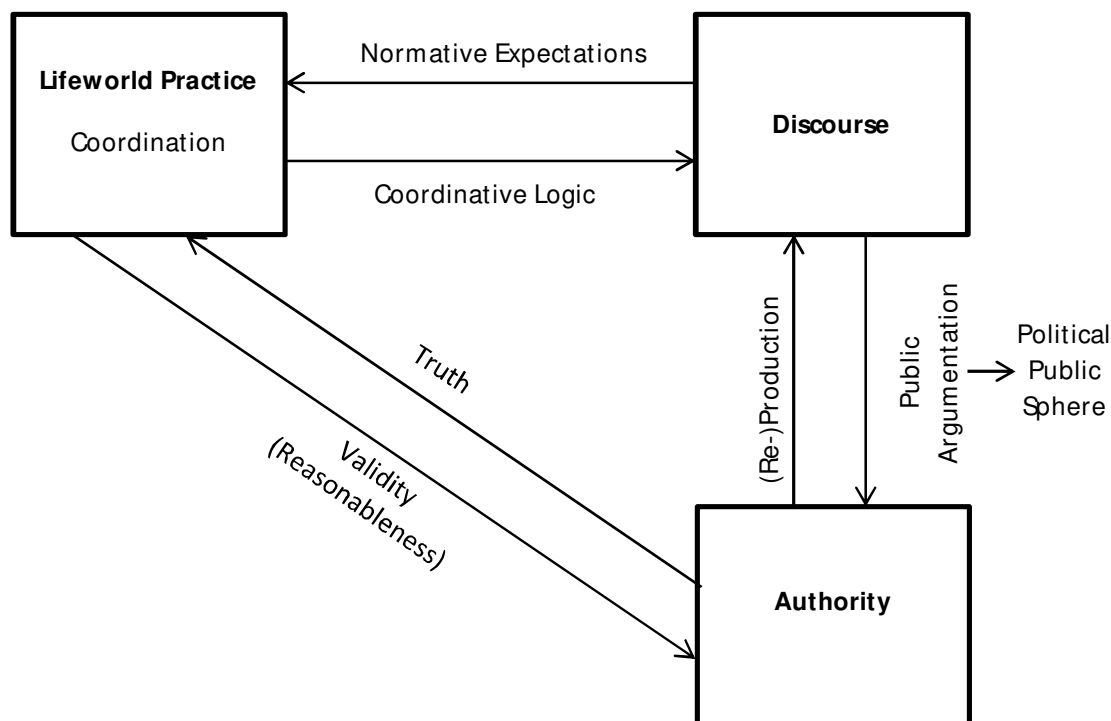 Normative Expectations
Lifeworld Practice
Coordination
Discourse
Coordinative Logic
Truth
Validity
(Reasonableness)
(Re-)Production
Public
Argumentation
Political
Public
Sphere
Authority